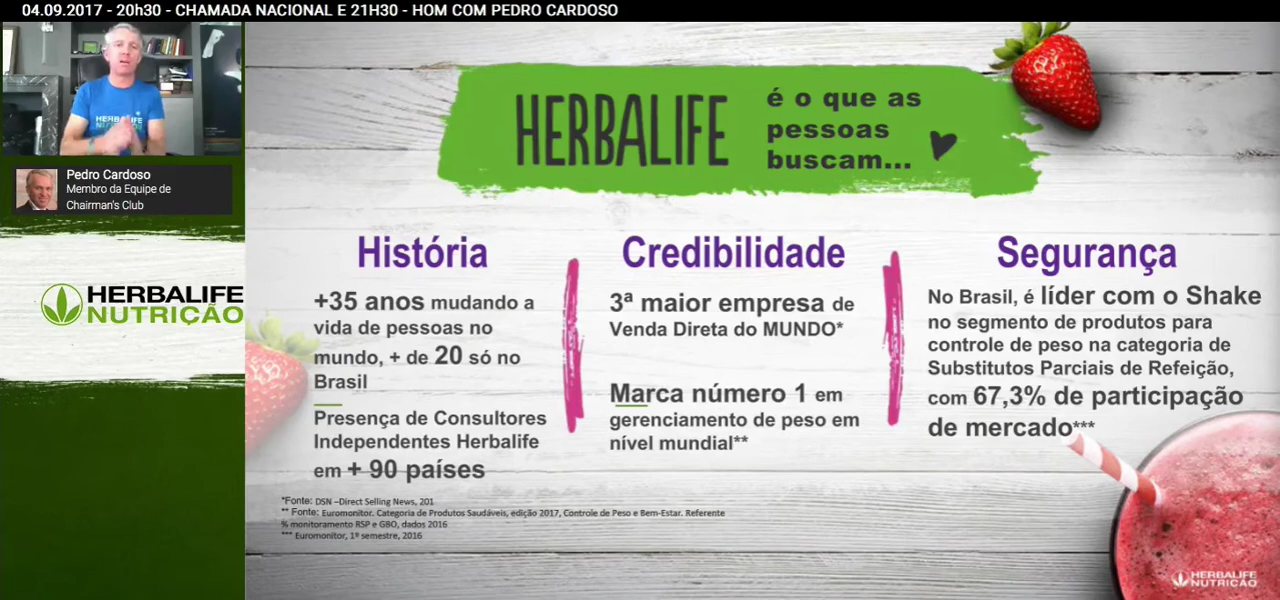 04.09.2017 - 20h30 - CHAMADA NACIONAL E 21H30 - HOM COM PEDRO CARDOSO
HERBALIFE
Pedro Cardoso
Membro da Equipe de
Chairman's Club
HERBALIFE
NUTRIÇÃO
HERBALIFE
é o que as
pessoas
buscam...
História
+35 anos mudando a
vida de pessoas no
mundo, + de 20 só no
Brasil
Presença de Consultores
Independentes Herbalife
em + 90 países
Credibilidade
3ª maior empresa de
Venda Direta do MUNDO*
Marca número 1 em
gerenciamento de peso em
nível mundial**
Segurança
No Brasil, é líder com o Shake
no segmento de produtos para
controle de peso na categoria de
Substitutos Parciais de Refeição,
com 67,3% de participação
de mercado***
*Fonte: DSN –Direct Selling News, 201
** Fonte: Euromonitor. Categoria de Produtos Saudáveis, edição 2017, Controle de Peso e Bem-Estar. Referente
% monitoramento RSP e GBO, dados 2016
*** Euromonitor, 1º semestre, 2016
HERBALIFE
NUTRIÇÃO